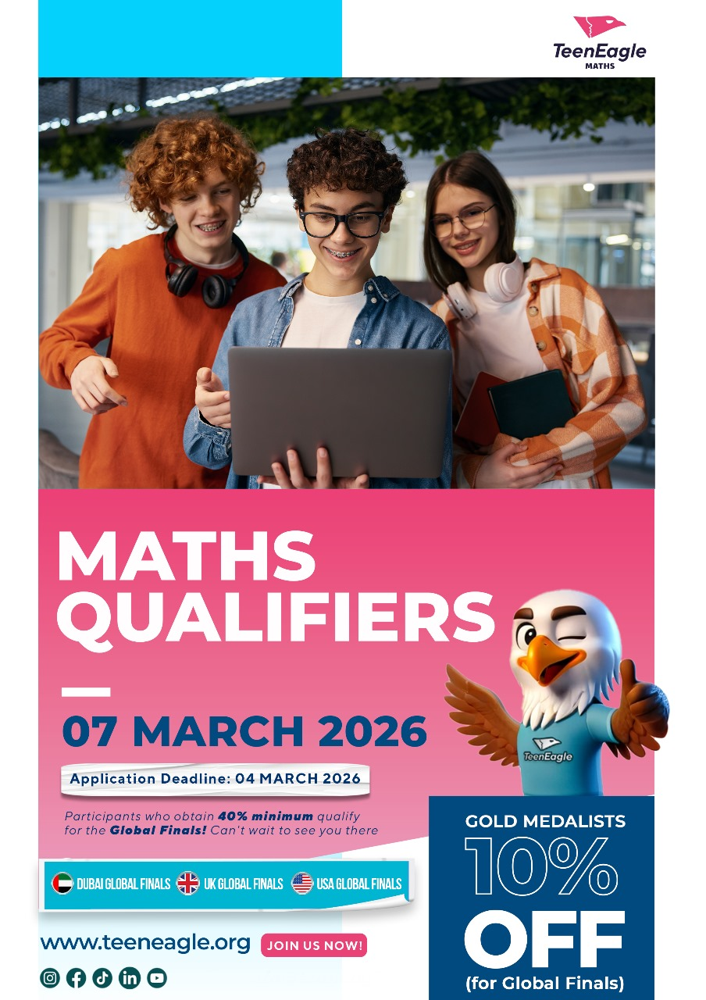 TeenEagle
MATHS
MATHS
QUALIFIERS
07 MARCH 2026
Application Deadline: 04 MARCH 2026
Participants who obtain 40% minimum qualify
for the Global Finals! Can't wait to see you there
TeenEagle
DUBAI GLOBAL FINALS UK GLOBAL FINALS USA GLOBAL FINALS
www.teeneagle.org JOIN US NOW!
GOLD MEDALISTS
10%
OFF
(for Global Finals)